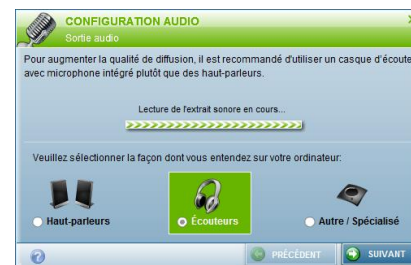 CONFIGURATION AUDIO
Sortie audio
Pour augmenter la qualité de diffusion, il est recommandé d'utiliser un casque d'écoute
avec microphone intégré plutôt que des haut-parleurs.
Lecture de l'extrait sonore en cours...
Veuillez sélectionner la façon dont vous entendez sur votre ordinateur:
Haut-parleurs
Écouteurs
Autre / Spécialisé
PRÉCÉDENT
SUIVANT